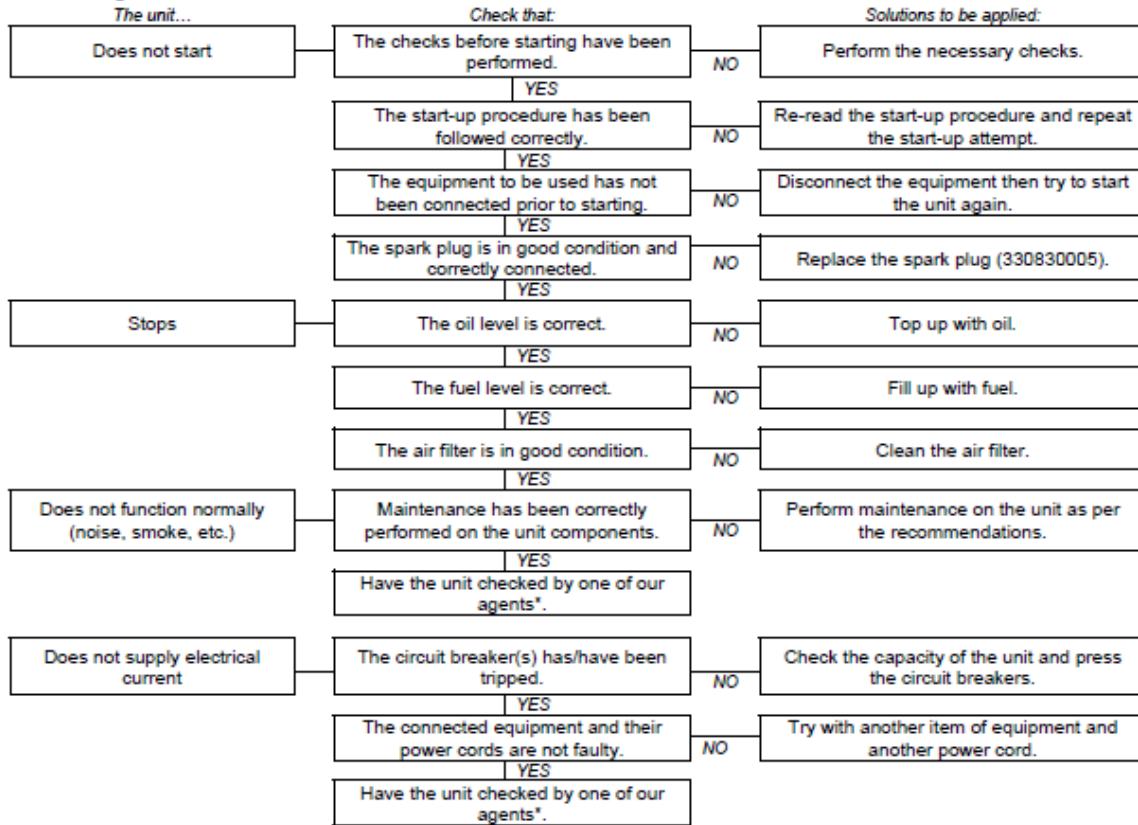 The unit...
Check that:
Solutions to be applied:
Does not start
The checks before starting have been
performed.
NO
Perform the necessary checks.
YES
The start-up procedure has been
followed correctly.
NO
Re-read the start-up procedure and repeat
the start-up attempt.
YES
The equipment to be used has not
been connected prior to starting.
NO
Disconnect the equipment then try to start
the unit again.
YES
The spark plug is in good condition and
correctly connected.
NO
Replace the spark plug (330830005).
YES
Stops
The oil level is correct.
NO
Top up with oil.
YES
The fuel level is correct.
NO
Fill up with fuel.
YES
The air filter is in good condition.
NO
Clean the air filter.
YES
Does not function normally
(noise, smoke, etc.)
Maintenance has been correctly
performed on the unit components.
NO
Perform maintenance on the unit as per
the recommendations.
YES
Have the unit checked by one of our
agents*.
Does not supply electrical
current
The circuit breaker(s) has/have been
tripped.
NO
Check the capacity of the unit and press
the circuit breakers.
YES
The connected equipment and their
power cords are not faulty.
NO
Try with another item of equipment and
another power cord.
YES
Have the unit checked by one of our
agents*.